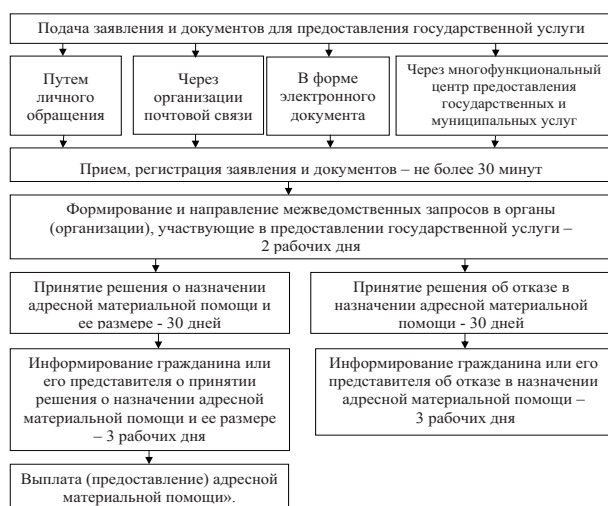 Подача заявления и документов для предоставления государственной услуги
Путем
личного
обращения
Через
организации
почтовой связи
В форме
электронного
документа
Через многофункциональный
центр предоставления
государственных и
муниципальных услуг
Прием, регистрация заявления и документов – не более 30 минут
Формирование и направление межведомственных запросов в органы
(организации), участвующие в предоставлении государственной услуги –
2 рабочих дня
Принятие решения о назначении
адресной материальной помощи и
ее размере - 30 дней
Принятие решения об отказе в
назначении адресной материальной
помощи - 30 дней
Информирование гражданина или
его представителя о принятии
решения о назначении адресной
материальной помощи и ее размере
– 3 рабочих дня
Информирование гражданина или его
представителя об отказе в назначении
адресной материальной помощи –
3 рабочих дня
Выплата (предоставление) адресной
материальной помощи».